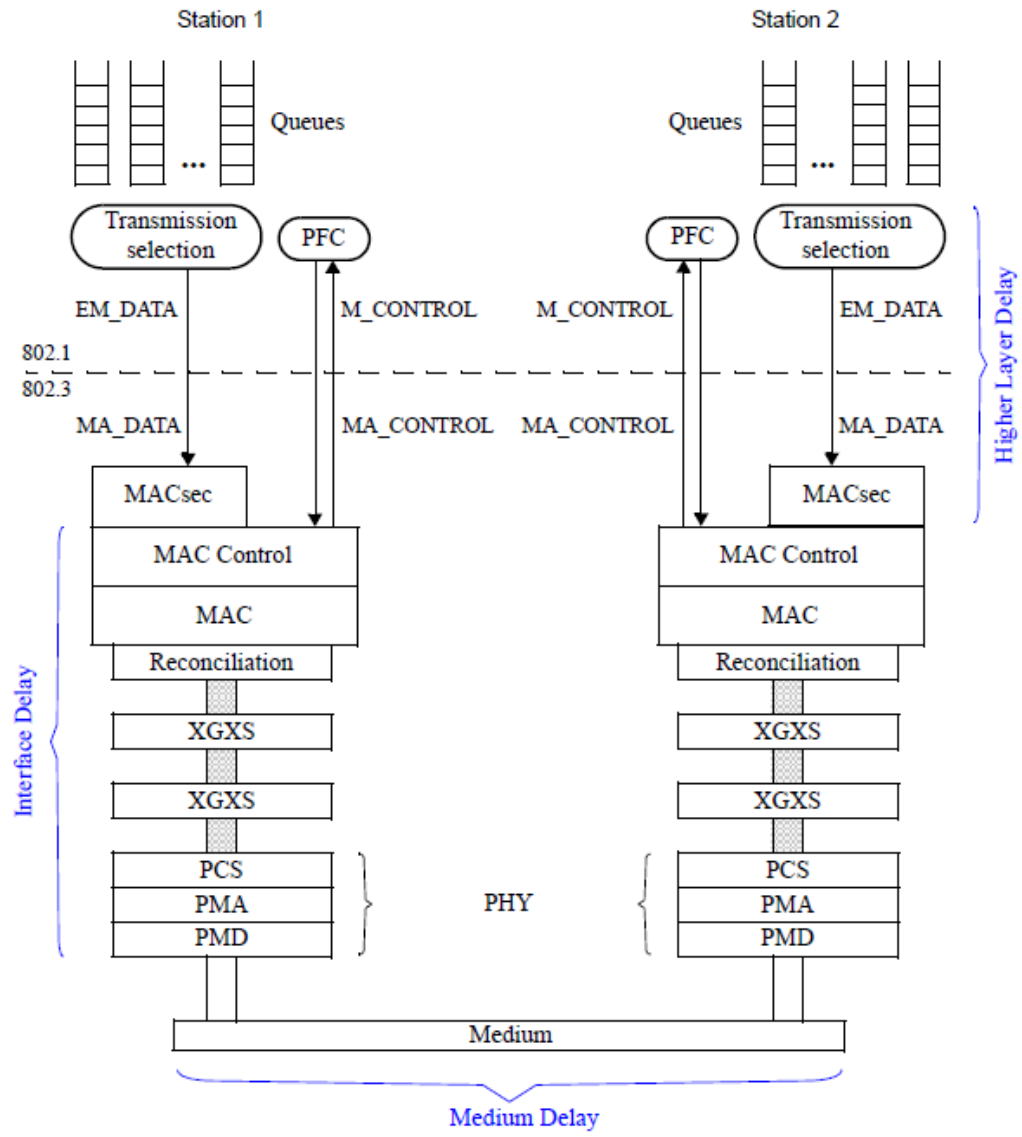 Station 1
Station 2
Queues
Queues
...
...
Transmission
selection
PFC
PFC
Transmission
selection
EM_DATA
M_CONTROL
M_CONTROL
EM_DATA
802.1
802.3
MA_DATA
MA_CONTROL
MA_CONTROL
MA_DATA
Higher Layer Delay
MACsec
MACsec
MAC Control
MAC Control
MAC
MAC
Reconciliation
Reconciliation
Interface Delay
XGXS
XGXS
XGXS
XGXS
PCS
PCS
PMA
PHY
PMA
PMD
PMD
Medium
Medium Delay